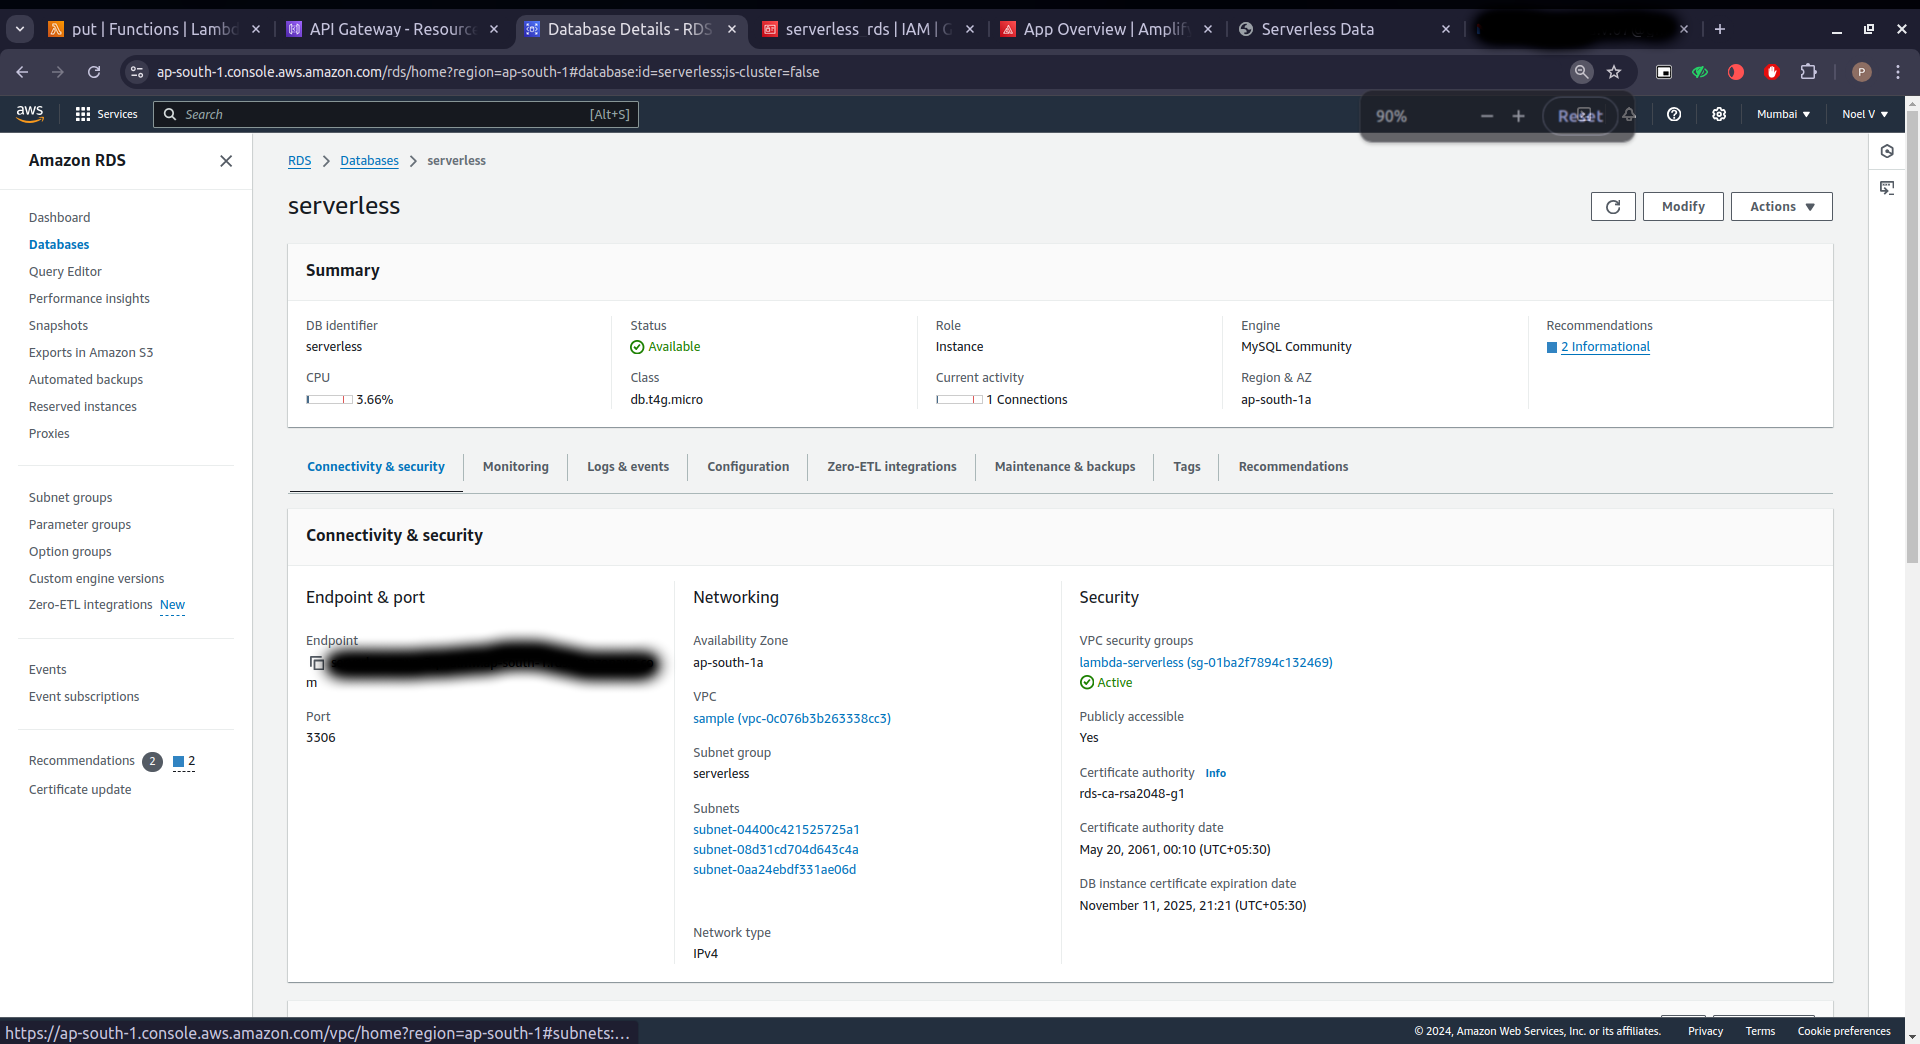 put | Functions | Lambd
API Gateway - Resource
Database Details - RDS
serverless_rds | IAM | G
App Overview | Amplify
Serverless Data
ap-south-1.console.aws.amazon.com/rds/home?region=ap-south-1#database:id=serverless;is-cluster=false
P
aws
Services
Search
[Alt+S]
90%
Reset
Mumbai
Noel V
Amazon RDS
Dashboard
Databases
Query Editor
Performance insights
Snapshots
Exports in Amazon S3
Automated backups
Reserved instances
Proxies
Subnet groups
Parameter groups
Option groups
Custom engine versions
Zero-ETL integrations New
Events
Event subscriptions
Recommendations 2 2
Certificate update
RDS > Databases > serverless
serverless
Modify
Actions
Summary
DB identifier
serverless
CPU
3.66%
Status
Available
Class
db.t4g.micro
Role
Instance
Current activity
1 Connections
Engine
MySQL Community
Region & AZ
ap-south-1a
Recommendations
2 Informational
Connectivity & security
Monitoring
Logs & events
Configuration
Zero-ETL integrations
Maintenance & backups
Tags
Recommendations
Connectivity & security
Endpoint & port
Endpoint
m
Port
3306
Networking
Availability Zone
ap-south-1a
VPC
sample (vpc-0c076b3b263338cc3)
Subnet group
serverless
Subnets
subnet-04400c421525725a1
subnet-08d31cd704d643c4a
subnet-0aa24ebdf331ae06d
Network type
IPv4
Security
VPC security groups
lambda-serverless (sg-01ba2f7894c132469)
Active
Publicly accessible
Yes
Certificate authority Info
rds-ca-rsa2048-g1
Certificate authority date
May 20, 2061, 00:10 (UTC+05:30)
DB instance certificate expiration date
November 11, 2025, 21:21 (UTC+05:30)
https://ap-south-1.console.aws.amazon.com/vpc/home?region=ap-south-1#subnets:...
© 2024, Amazon Web Services, Inc. or its affiliates.
Privacy
Terms
Cookie preferences